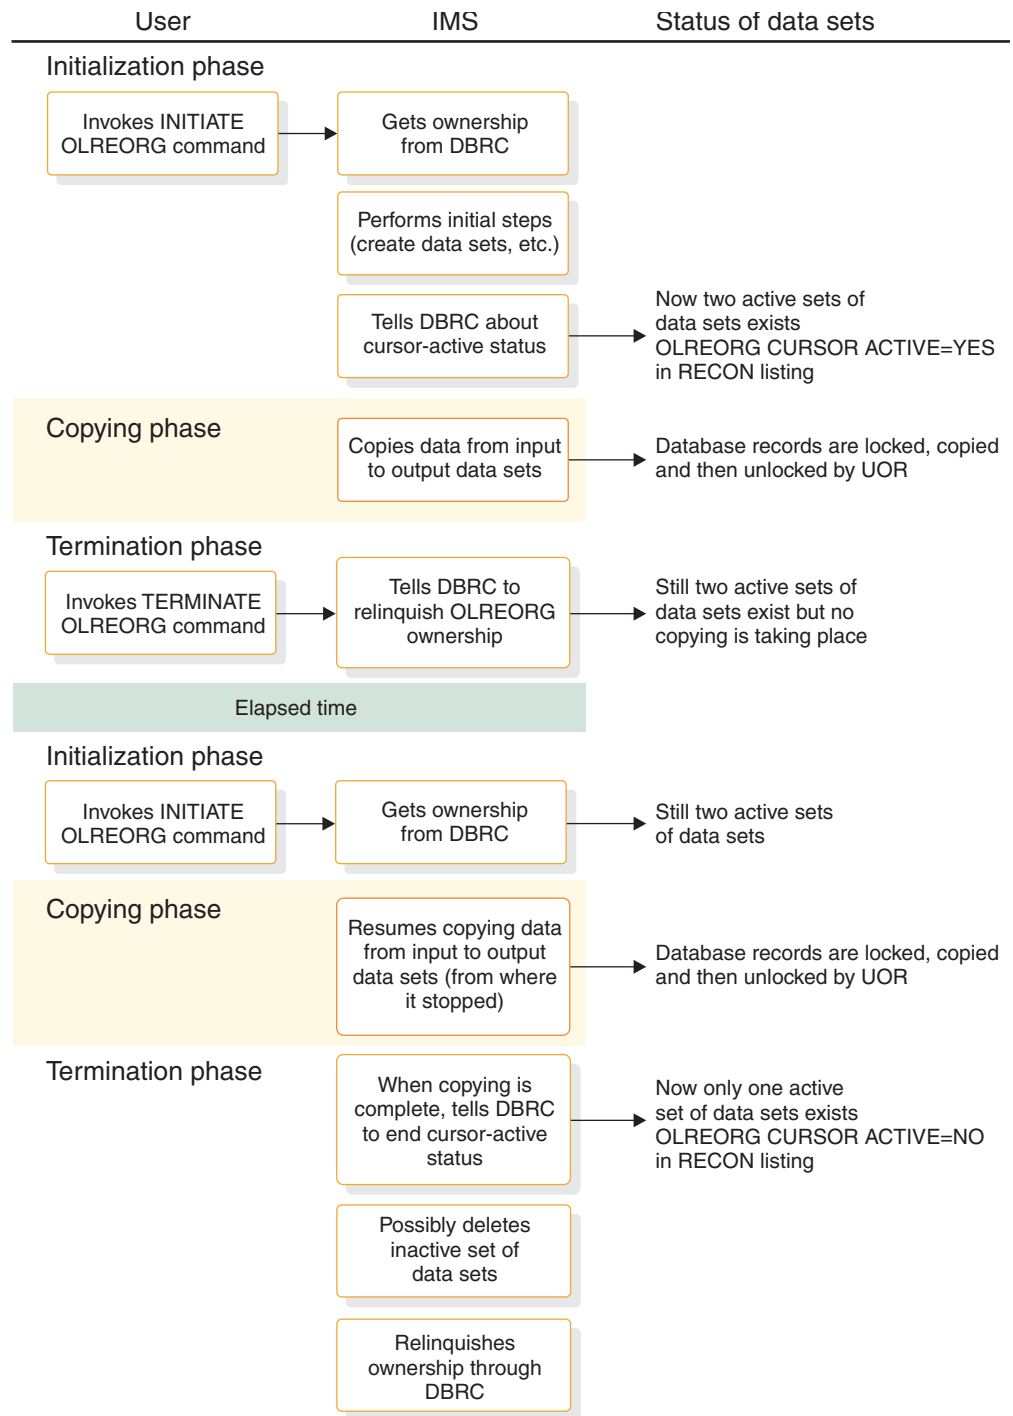 User IMS Status of data sets
Initialization phase
Invokes INITIATE
OLREORG command
Gets ownership
from DBRC
Performs initial steps
(create data sets, etc.)
Tells DBRC about
cursor-active status
Now two active sets of
data sets exists
OLREORG CURSOR ACTIVE=YES
in RECON listing
Copying phase
Copies data from input
to output data sets
Database records are locked, copied
and then unlocked by UOR
Termination phase
Invokes TERMINATE
OLREORG command
Tells DBRC to
relinquish OLREORG
ownership
Still two active sets of
data sets exist but no
copying is taking place
Elapsed time
Initialization phase
Invokes INITIATE
OLREORG command
Gets ownership
from DBRC
Still two active sets
of data sets
Copying phase
Resumes copying data
from input to output
data sets (from where
it stopped)
Database records are locked, copied
and then unlocked by UOR
Termination phase
When copying is
complete, tells DBRC
to end cursor-active
status
Now only one active
set of data sets exists
OLREORG CURSOR ACTIVE=NO
in RECON listing
Possibly deletes
inactive set of
data sets
Relinquishes
ownership through
DBRC